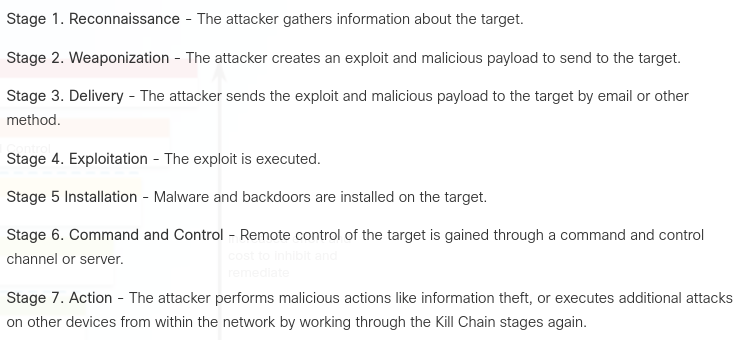 Stage 1. Reconnaissance - The attacker gathers information about the target.
Stage 2. Weaponization - The attacker creates an exploit and malicious payload to send to the target.
Stage 3. Delivery - The attacker sends the exploit and malicious payload to the target by email or other
method.
Stage 4. Exploitation - The exploit is executed.
Stage 5 Installation - Malware and backdoors are installed on the target.
Stage 6. Command and Control - Remote control of the target is gained through a command and control
channel or server.
cost to inhibit and
remediate
Stage 7. Action - The attacker performs malicious actions like information theft, or executes additional attacks
on other devices from within the network by working through the Kill Chain stages again.